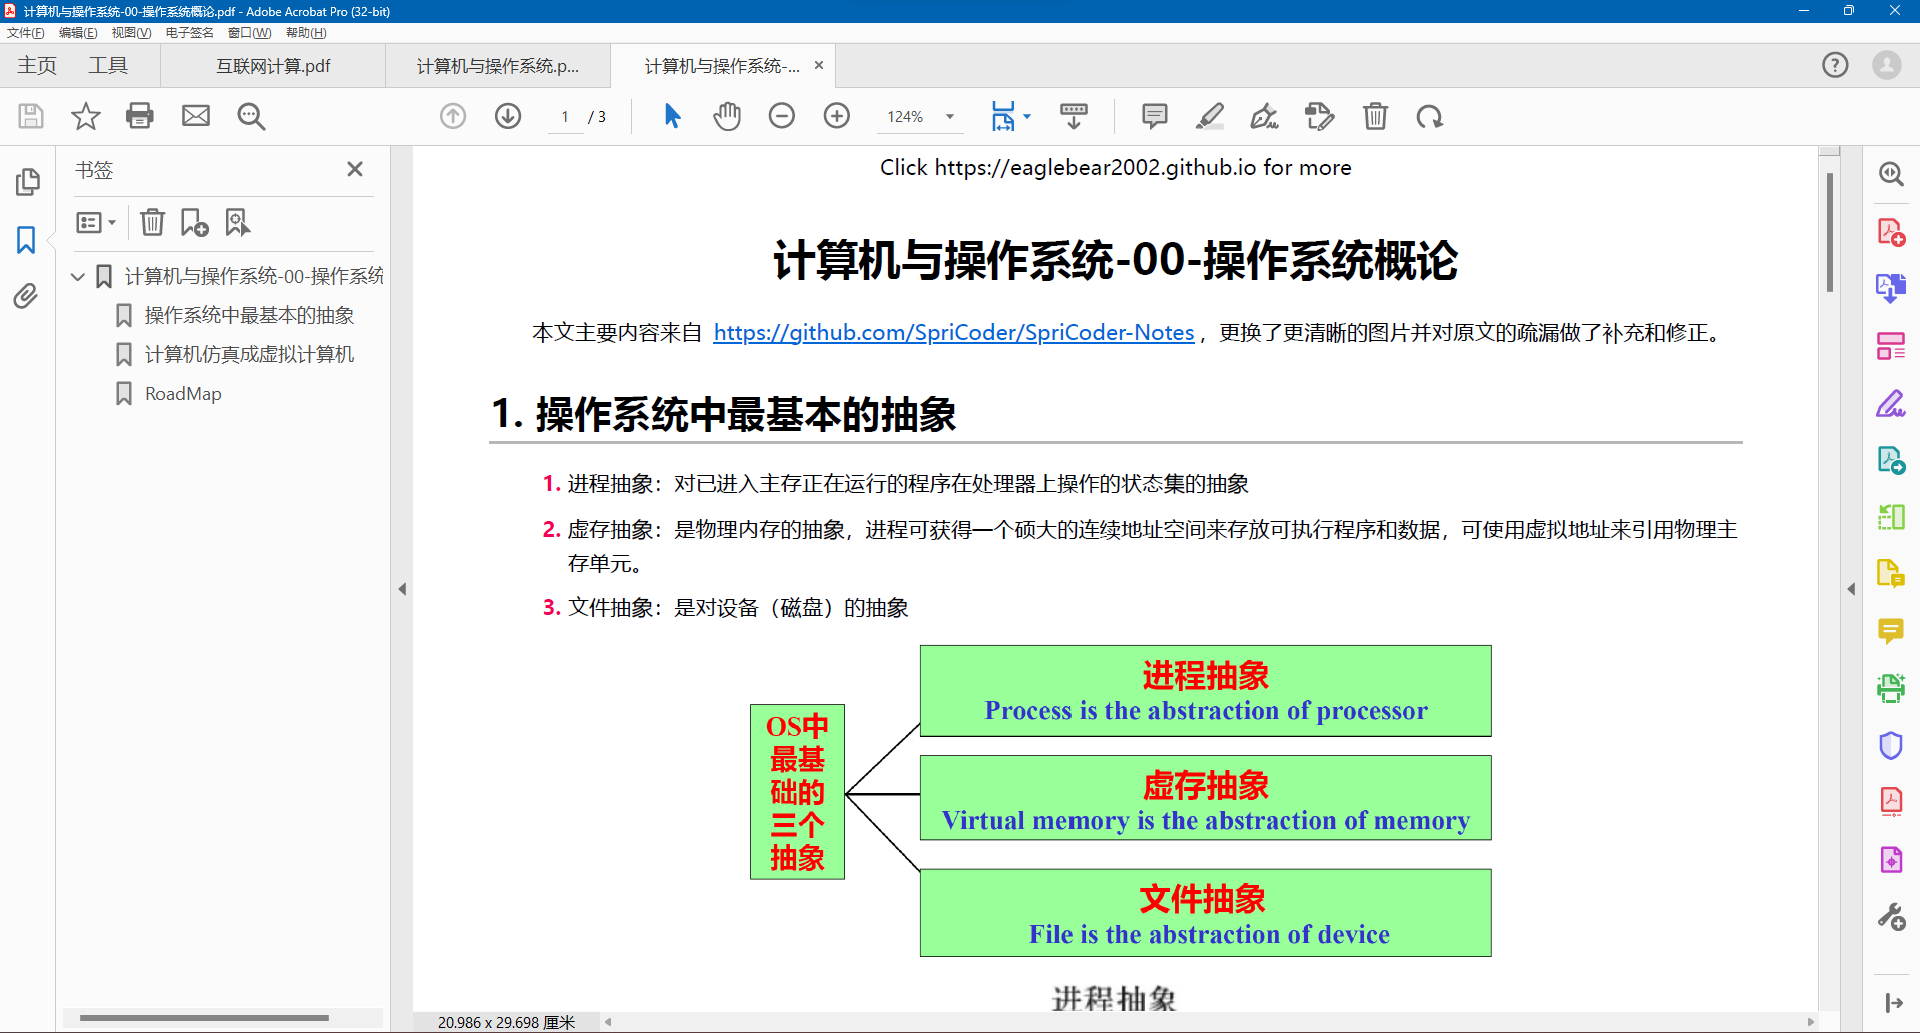 计算机与操作系统-00-操作系统概论.pdf - Adobe Acrobat Pro (32-bit)
文件(F) 编辑(E) 视图(V) 电子签名 窗口(W) 帮助(H)
主页 工具 互联网计算.pdf 计算机与操作系统.p... 计算机与操作系统-... ×
1 / 3 124%
书签
计算机与操作系统-00-操作系统
操作系统中最基本的抽象
计算机仿真成虚拟计算机
RoadMap
Click https://eaglebear2002.github.io for more
计算机与操作系统-00-操作系统概论
本文主要内容来自 https://github.com/SpriCoder/SpriCoder-Notes，更换了更清晰的图片并对原文的疏漏做了补充和修正。
1. 操作系统中最基本的抽象
1. 进程抽象：对已进入主存正在运行的程序在处理器上操作的状态集的抽象
2. 虚存抽象：是物理内存的抽象，进程可获得一个硕大的连续地址空间来存放可执行程序和数据，可使用虚拟地址来引用物理主
存单元。
3. 文件抽象：是对设备（磁盘）的抽象
OS中
最基
础的
三个
抽象
进程抽象
Process is the abstraction of processor
虚存抽象
Virtual memory is the abstraction of memory
文件抽象
File is the abstraction of device
进程抽象
20.986 x 29.698 厘米